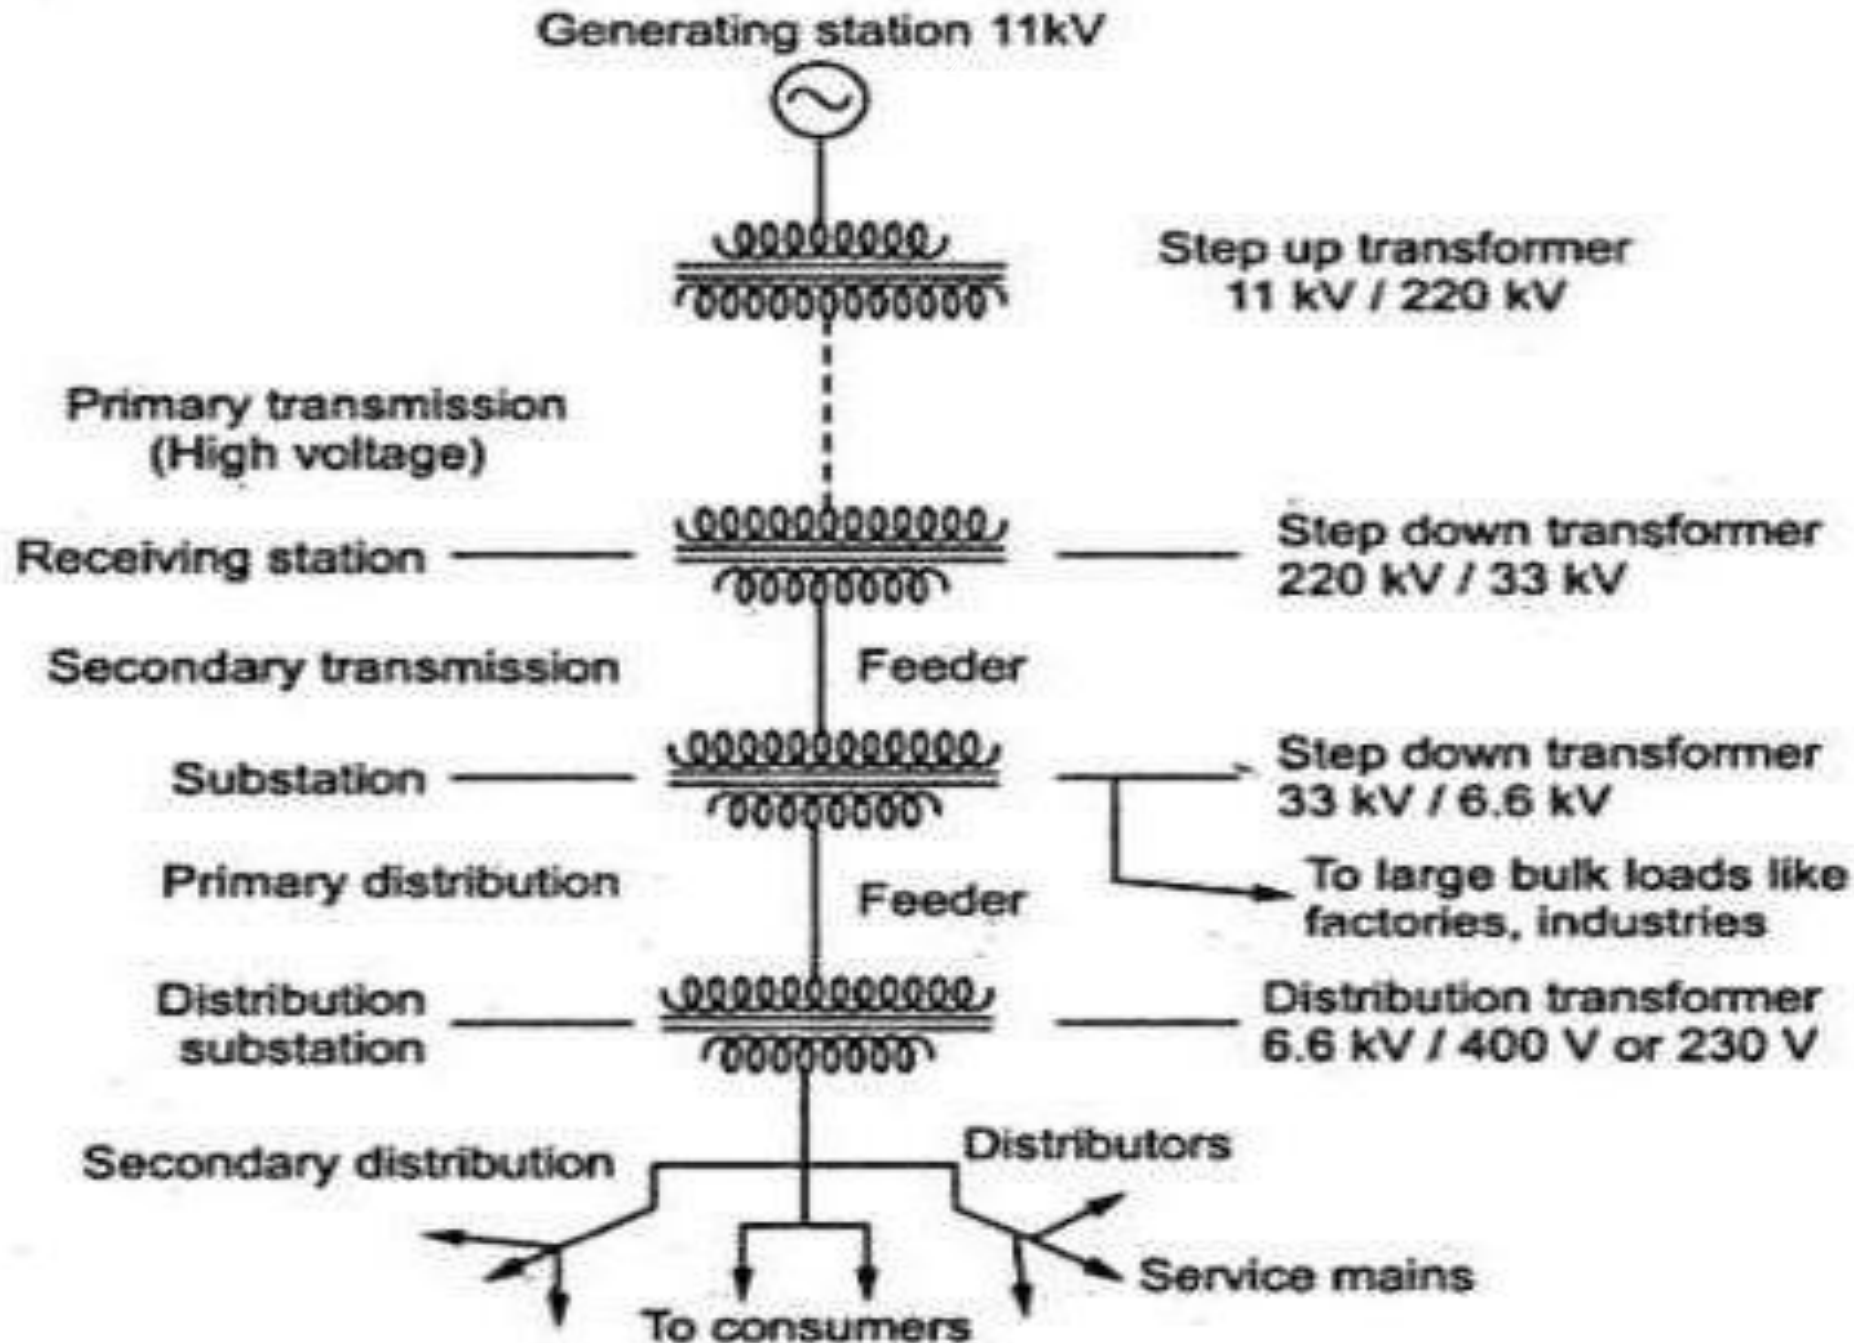 Generating station 11kV
Step up transformer
11 kV / 220 kV
Primary transmission
(High voltage)
Receiving station
Step down transformer
220 kV / 33 kV
Secondary transmission
Feeder
Substation
Step down transformer
33 kV / 6.6 kV
Primary distribution
Feeder
To large bulk loads like
factories, industries
Distribution
substation
Distribution transformer
6.6 kV / 400 V or 230 V
Secondary distribution
Distributors
Service mains
To consumers